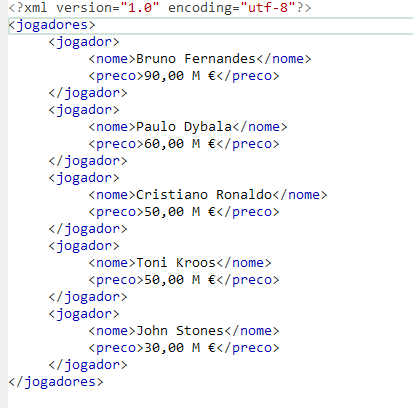 <?xml version="1.0" encoding="utf-8"?>
<jogadores>
<jogador>
<nome>Bruno Fernandes</nome>
<preco>90,00 M €</preco>
</jogador>
<jogador>
<nome>Paulo Dybala</nome>
<preco>60,00 M €</preco>
</jogador>
<jogador>
<nome>Cristiano Ronaldo</nome>
<preco>50,00 M €</preco>
</jogador>
<jogador>
<nome>Toni Kroos</nome>
<preco>50,00 M €</preco>
</jogador>
<jogador>
<nome>John Stones</nome>
<preco>30,00 M €</preco>
</jogador>
</jogadores>